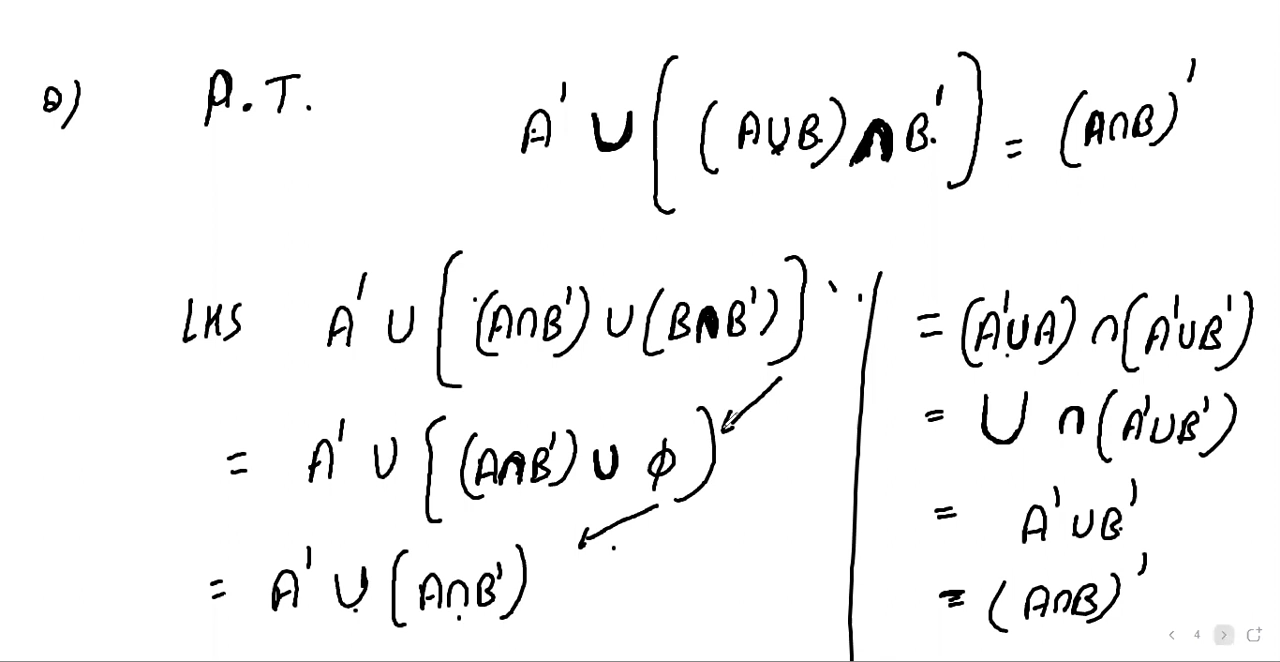 Q) P.T. A' ∪ [(A∪B) ∩ B'] = (A∩B)'
LHS A' ∪ [(A∩B') ∪ (B∩B')]
= A' ∪ [(A∩B') ∪ ϕ]
= A' ∪ (A∩B')
= (A'∪A) ∩ (A'∪B')
= U ∩ (A'∪B')
= A'∪B'
= (A∩B)'
4